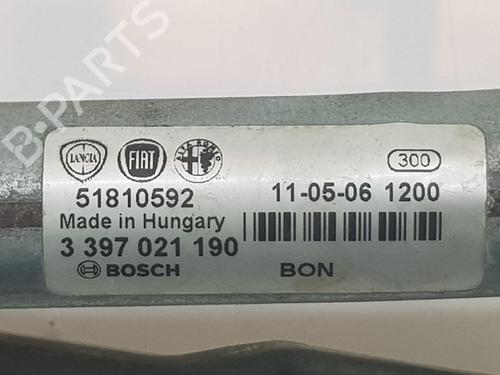 B-PARTS
LANCIA FIAT ALFA ROMEO 300
51810592 11-05-06 1200
Made in Hungary
3 397 021 190
BOSCH BON